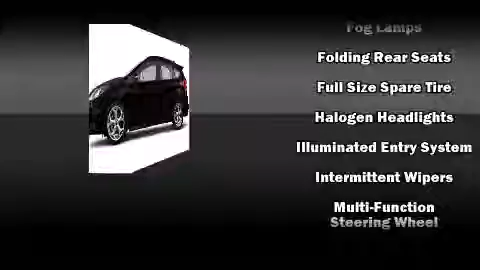 Fog Lamps
Folding Rear Seats
Full Size Spare Tire
Halogen Headlights
Illuminated Entry System
Intermittent Wipers
Multi-Function
Steering Wheel